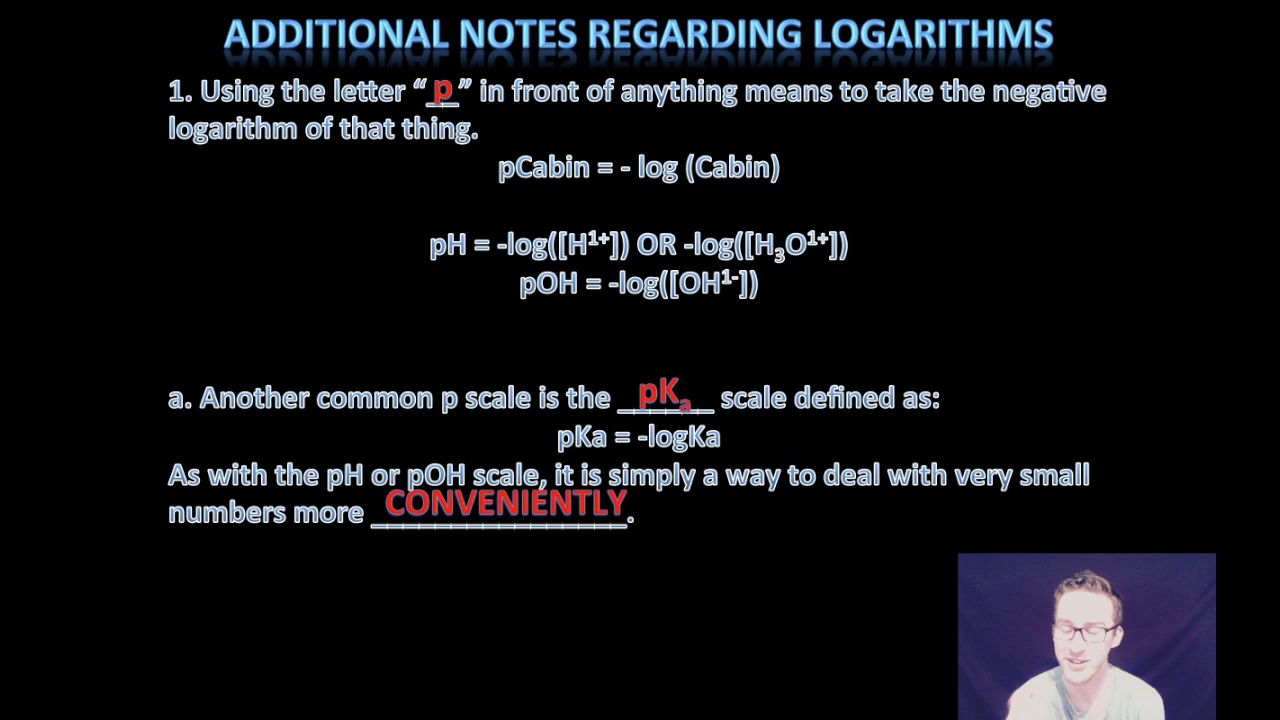 ADDITIONAL NOTES REGARDING LOGARITHMS
1. Using the letter “_p_” in front of anything means to take the negative
logarithm of that thing.
pCabin = - log (Cabin)
pH = -log([H¹⁺]) OR -log([H₃O¹⁺])
pOH = -log([OH¹⁻])
a. Another common p scale is the pKₐ scale defined as:
pKa = -logKa
As with the pH or pOH scale, it is simply a way to deal with very small
numbers more CONVENIENTLY.